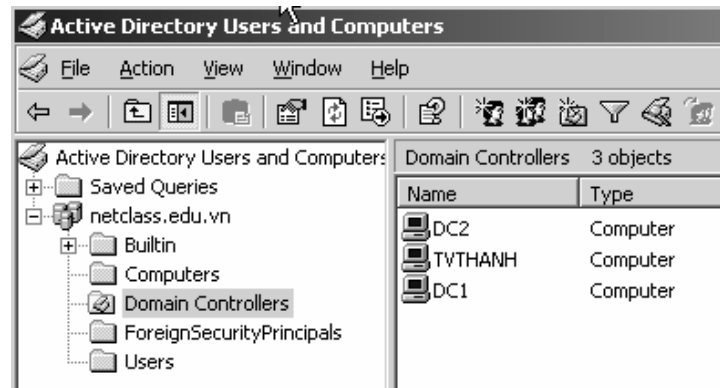 Active Directory Users and Computers
File Action View Window Help
Active Directory Users and Computers
Saved Queries
netclass.edu.vn
Builtin
Computers
Domain Controllers
ForeignSecurityPrincipals
Users
Domain Controllers 3 objects
Name Type
DC2 Computer
TVTHANH Computer
DC1 Computer